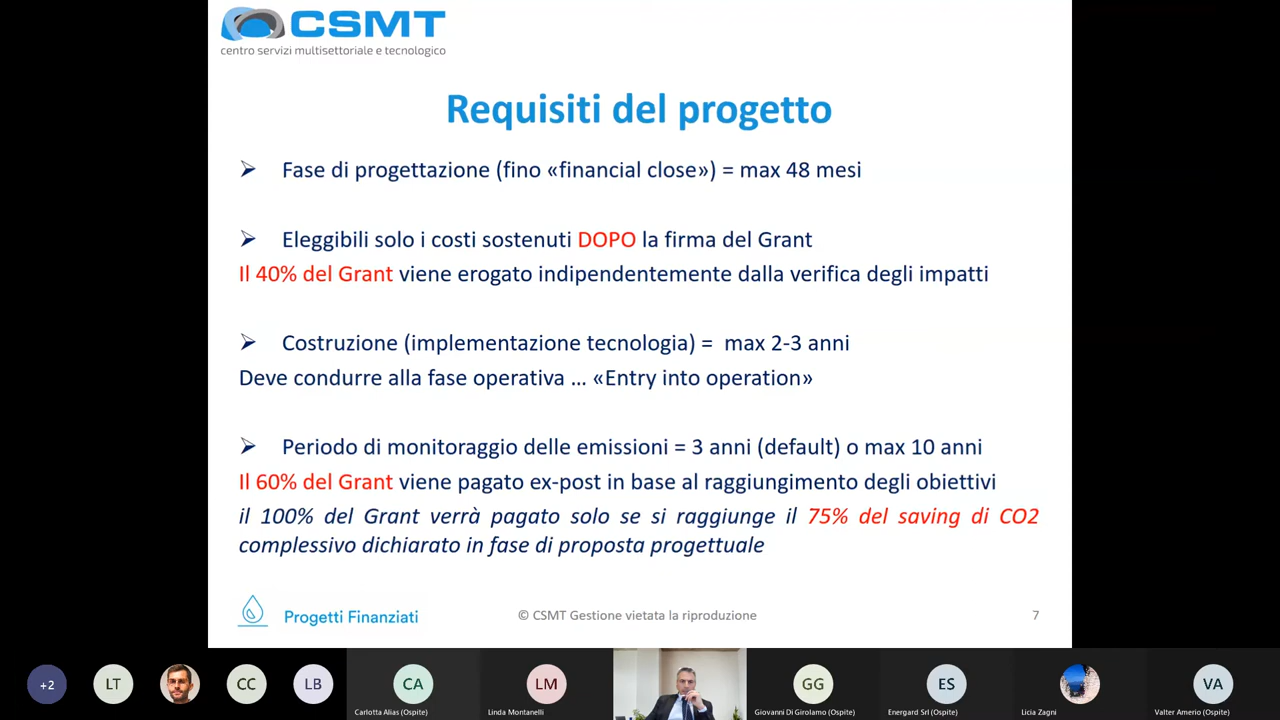 CSMT
centro servizi multisettoriale e tecnologico
Requisiti del progetto
➢ Fase di progettazione (fino «financial close») = max 48 mesi
➢ Eleggibili solo i costi sostenuti DOPO la firma del Grant
Il 40% del Grant viene erogato indipendentemente dalla verifica degli impatti
➢ Costruzione (implementazione tecnologia) = max 2-3 anni
Deve condurre alla fase operativa ... «Entry into operation»
➢ Periodo di monitoraggio delle emissioni = 3 anni (default) o max 10 anni
Il 60% del Grant viene pagato ex-post in base al raggiungimento degli obiettivi
il 100% del Grant verrà pagato solo se si raggiunge il 75% del saving di CO2
complessivo dichiarato in fase di proposta progettuale
Progetti Finanziati
© CSMT Gestione vietata la riproduzione
7
+2
LT
CC
LB
CA
LM
GG
ES
VA
Carlotta Alias (Ospite)
Linda Montanelli
Giovanni Di Girolamo (Ospite)
Energard Srl (Ospite)
Licia Zagni
Valter Amerio (Ospite)